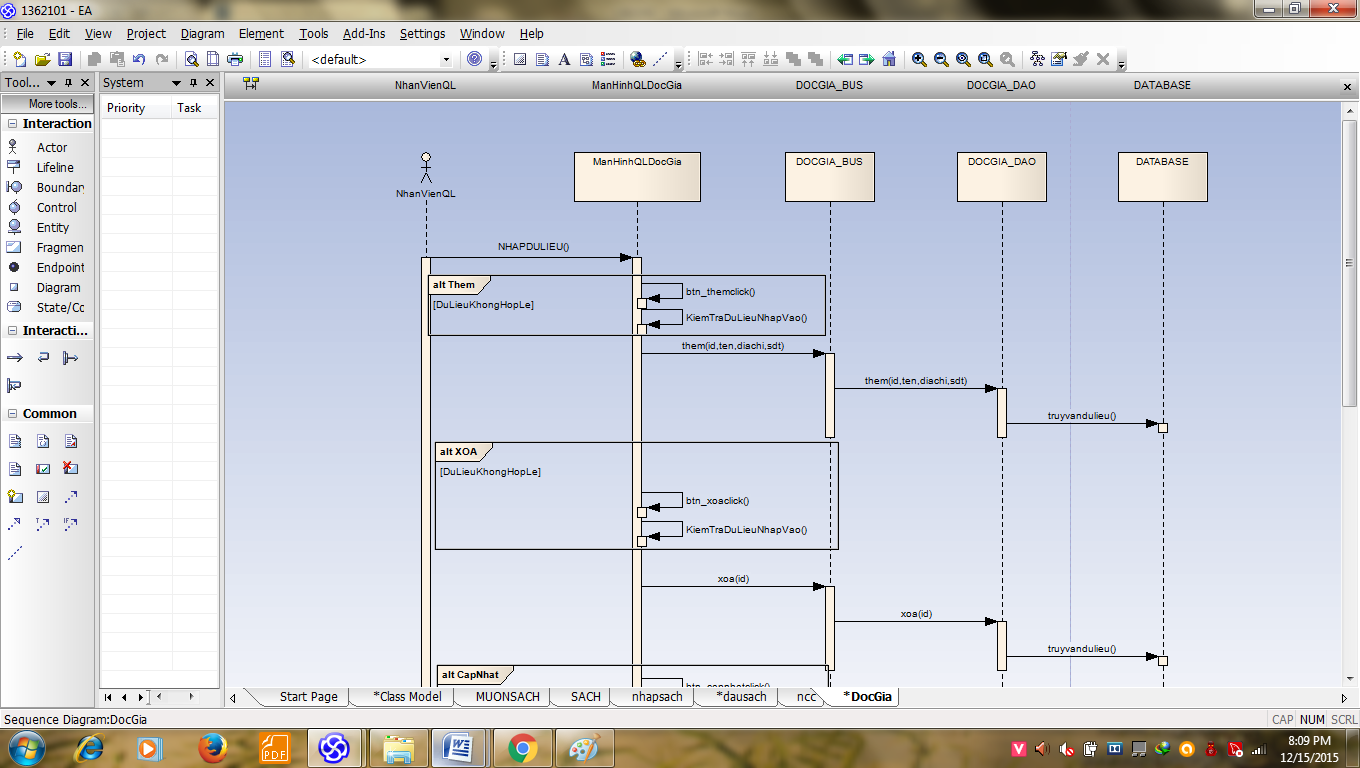 1362101 - EA
File Edit View Project Diagram Element Tools Add-Ins Settings Window Help
<default>
Tool...
System
NhanVienQL ManHinhQLDocGia DOCGIA_BUS DOCGIA_DAO DATABASE
More tools...
Priority Task
Interaction
Actor
Lifeline
Boundar
Control
Entity
Fragmen
Endpoint
Diagram
State/Co
Interacti...
Common
NhanVienQL
ManHinhQLDocGia
DOCGIA_BUS
DOCGIA_DAO
DATABASE
NHAPDULIEU()
alt Them
[DuLieuKhongHopLe]
btn_themclick()
KiemTraDuLieuNhapVao()
them(id,ten,diachi,sdt)
them(id,ten,diachi,sdt)
truyvandulieu()
alt XOA
[DuLieuKhongHopLe]
btn_xoaclick()
KiemTraDuLieuNhapVao()
xoa(id)
xoa(id)
truyvandulieu()
alt CapNhat
Start Page *Class Model MUONSACH SACH nhapsach *dausach ncc *DocGia
Sequence Diagram:DocGia
CAP NUM SCRL
PDF
8:09 PM
12/15/2015